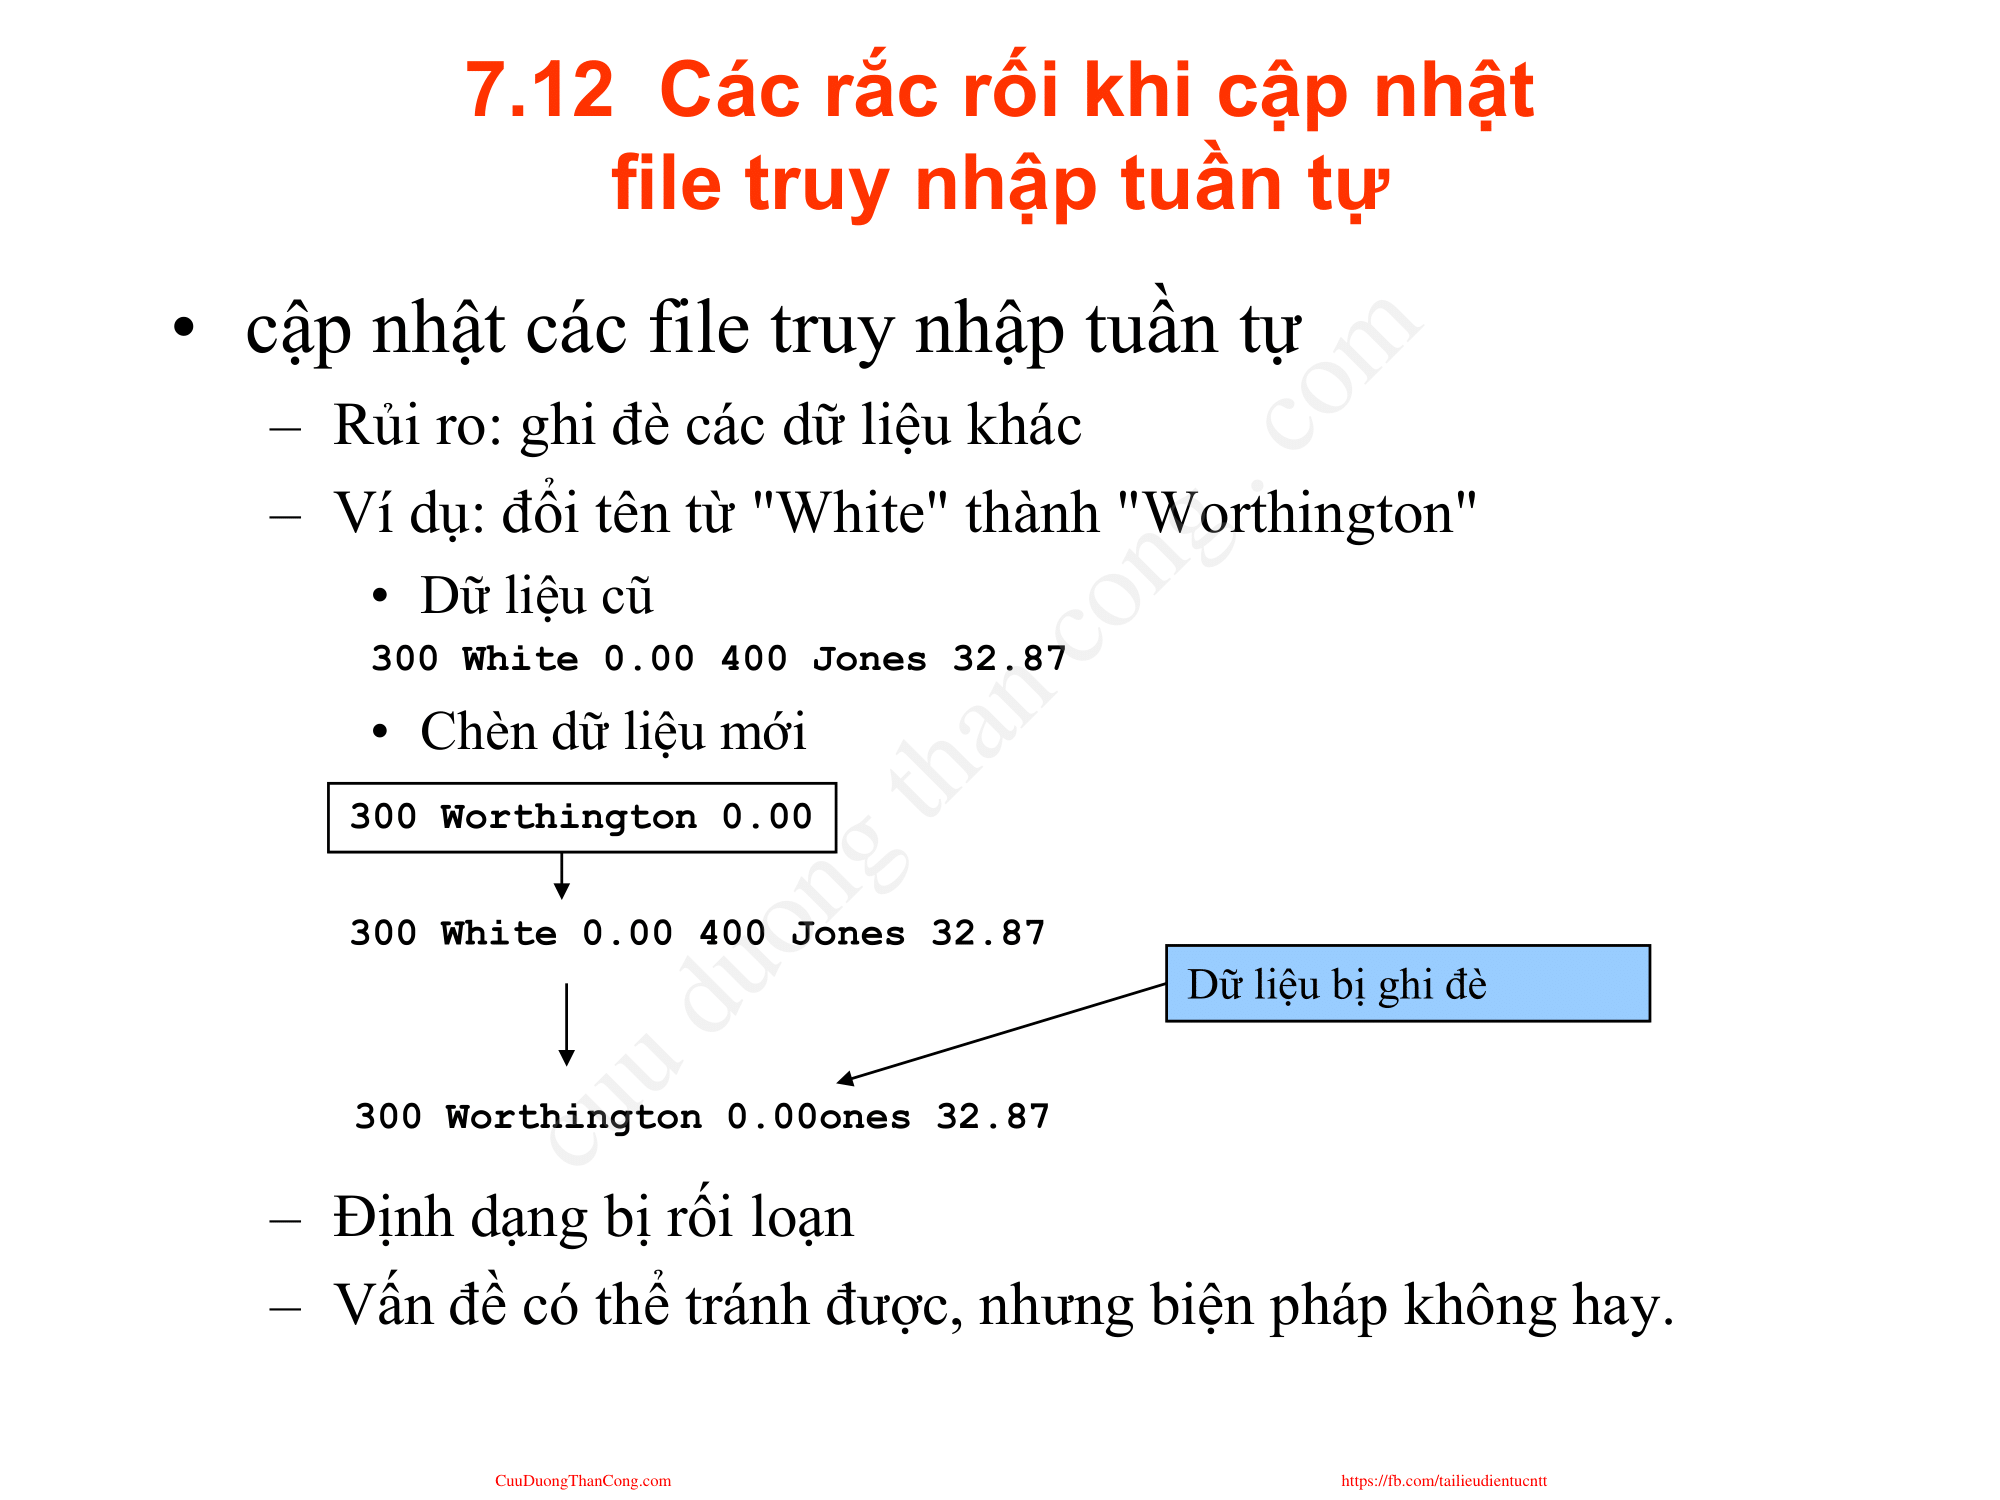 7.12 Các rắc rối khi cập nhật
file truy nhập tuần tự
• cập nhật các file truy nhập tuần tự
– Rủi ro: ghi đè các dữ liệu khác
– Ví dụ: đổi tên từ "White" thành "Worthington"
• Dữ liệu cũ
300 White 0.00 400 Jones 32.87
• Chèn dữ liệu mới
300 Worthington 0.00
300 White 0.00 400 Jones 32.87
Dữ liệu bị ghi đè
300 Worthington 0.00ones 32.87
– Định dạng bị rối loạn
– Vấn đề có thể tránh được, nhưng biện pháp không hay.
cuu duong than cong . com
CuuDuongThanCong.com
https://fb.com/tailieudientucntt